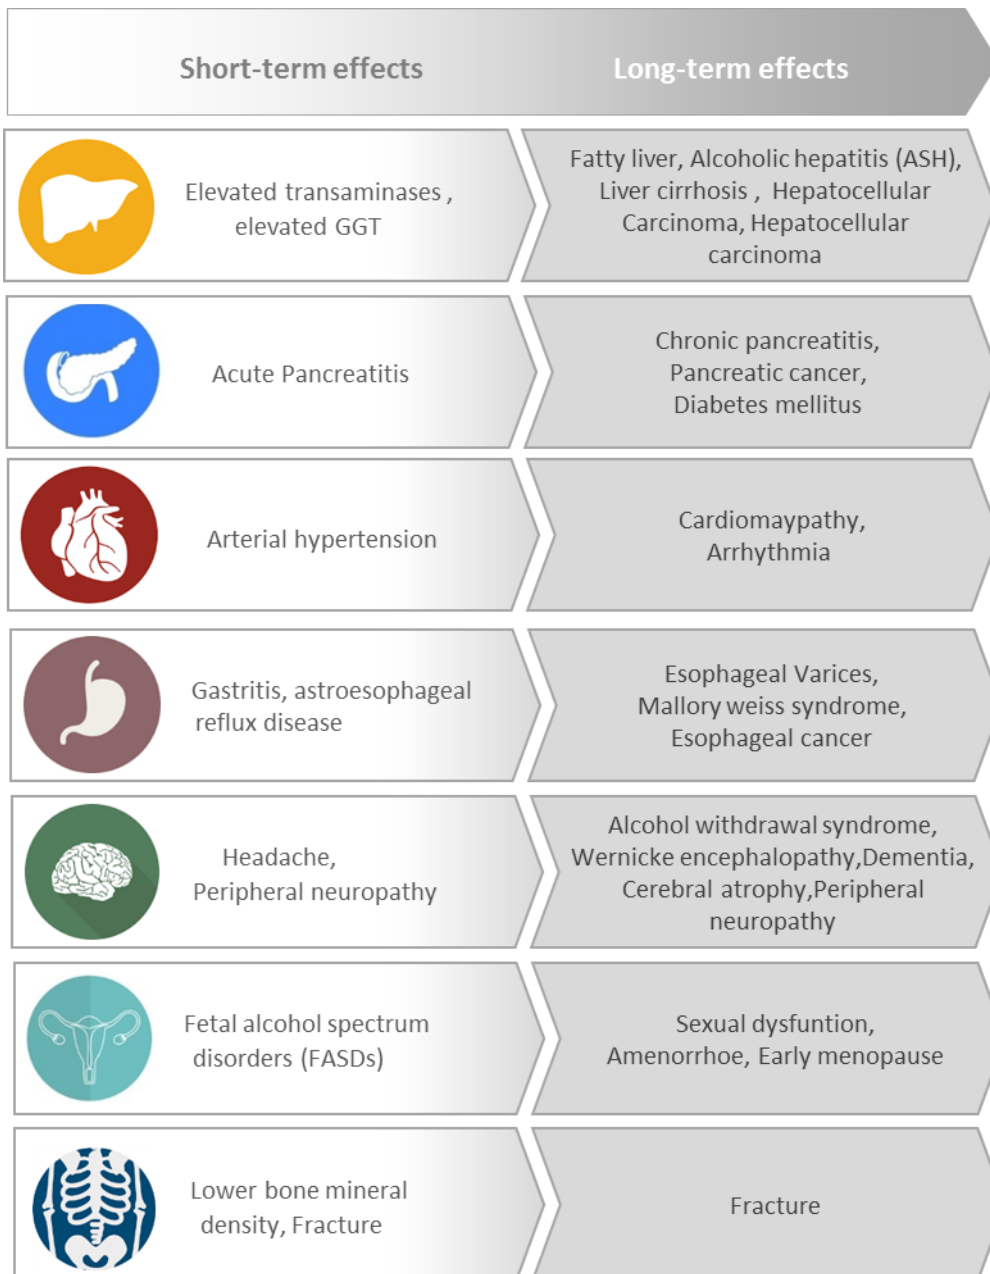 Short-term effects
Long-term effects
Elevated transaminases ,
elevated GGT
Fatty liver, Alcoholic hepatitis (ASH),
Liver cirrhosis , Hepatocellular
Carcinoma, Hepatocellular
carcinoma
Acute Pancreatitis
Chronic pancreatitis,
Pancreatic cancer,
Diabetes mellitus
Arterial hypertension
Cardiomaypathy,
Arrhythmia
Gastritis, astroesophageal
reflux disease
Esophageal Varices,
Mallory weiss syndrome,
Esophageal cancer
Headache,
Peripheral neuropathy
Alcohol withdrawal syndrome,
Wernicke encephalopathy,Dementia,
Cerebral atrophy,Peripheral
neuropathy
Fetal alcohol spectrum
disorders (FASDs)
Sexual dysfuntion,
Amenorrhoe, Early menopause
Lower bone mineral
density, Fracture
Fracture